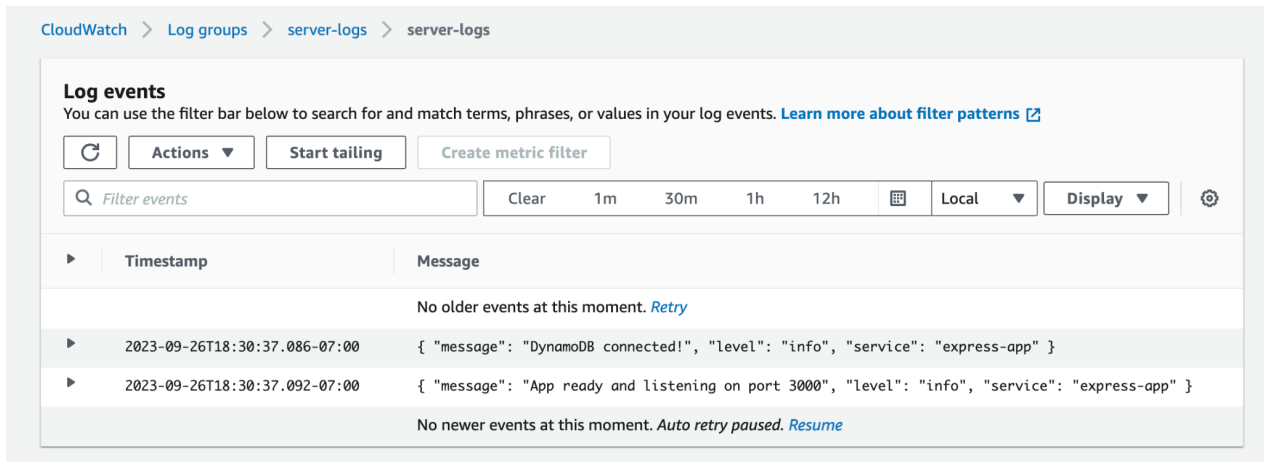 CloudWatch > Log groups > server-logs > server-logs
Log events
You can use the filter bar below to search for and match terms, phrases, or values in your log events. Learn more about filter patterns
Actions Start tailing Create metric filter
Filter events Clear 1m 30m 1h 12h Local Display
Timestamp Message
No older events at this moment. Retry
2023-09-26T18:30:37.086-07:00 { "message": "DynamoDB connected!", "level": "info", "service": "express-app" }
2023-09-26T18:30:37.092-07:00 { "message": "App ready and listening on port 3000", "level": "info", "service": "express-app" }
No newer events at this moment. Auto retry paused. Resume